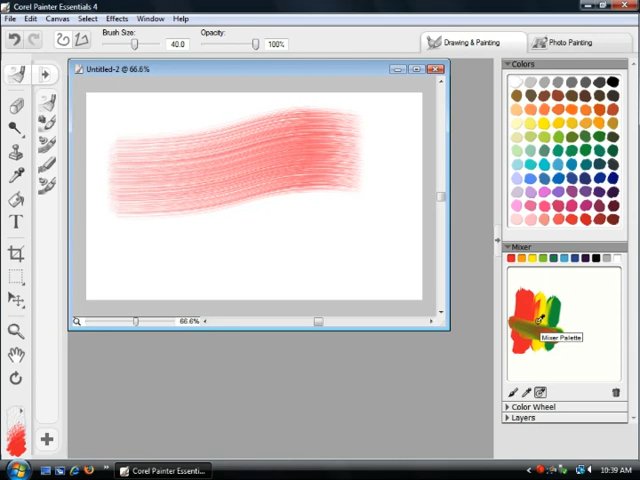 Corel Painter Essentials 4
File Edit Canvas Select Effects Window Help
Brush Size: 40.0 Opacity: 100%
Drawing & Painting Photo Painting
Untitled-2 @ 66.6%
Colors
Mixer
Mixer Palette
66.6%
Color Wheel
Layers
Corel Painter Essenti...
10:39 AM